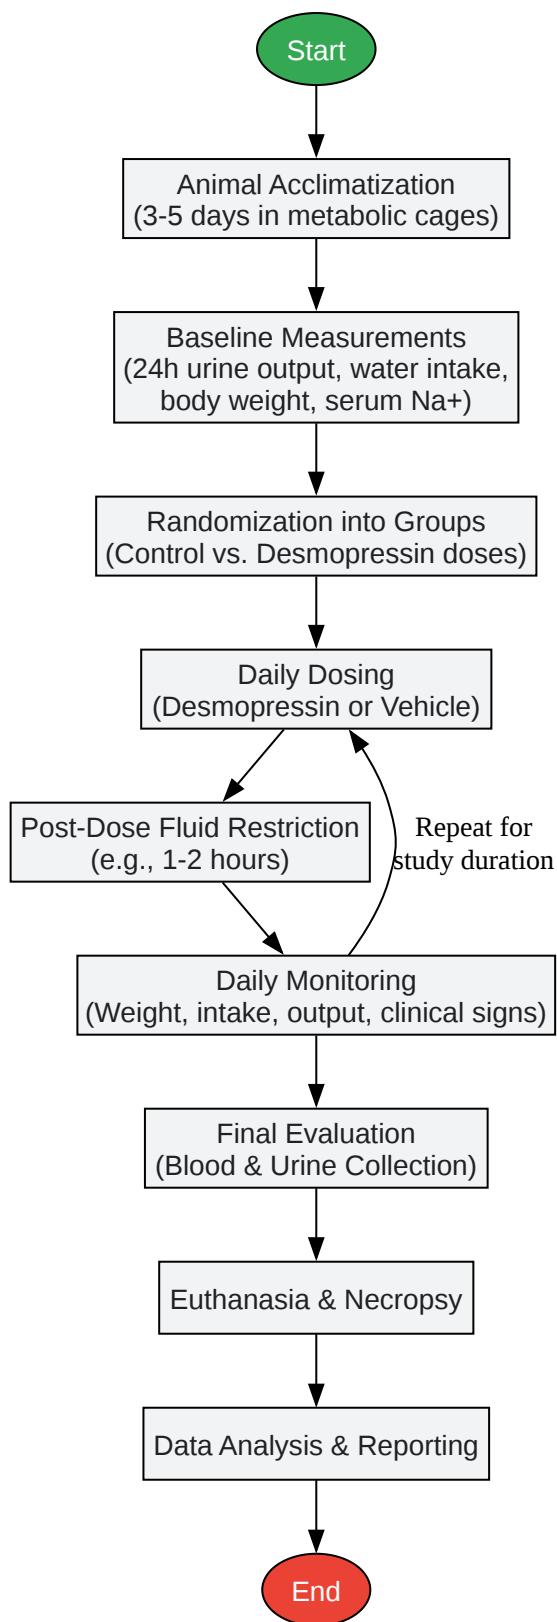 Start
Animal Acclimatization
(3-5 days in metabolic cages)
Baseline Measurements
(24h urine output, water intake,
body weight, serum Na+)
Randomization into Groups
(Control vs. Desmopressin doses)
Daily Dosing
(Desmopressin or Vehicle)
Post-Dose Fluid Restriction
(e.g., 1-2 hours)
Repeat for
study duration
Daily Monitoring
(Weight, intake, output, clinical signs)
Final Evaluation
(Blood & Urine Collection)
Euthanasia & Necropsy
Data Analysis & Reporting
End